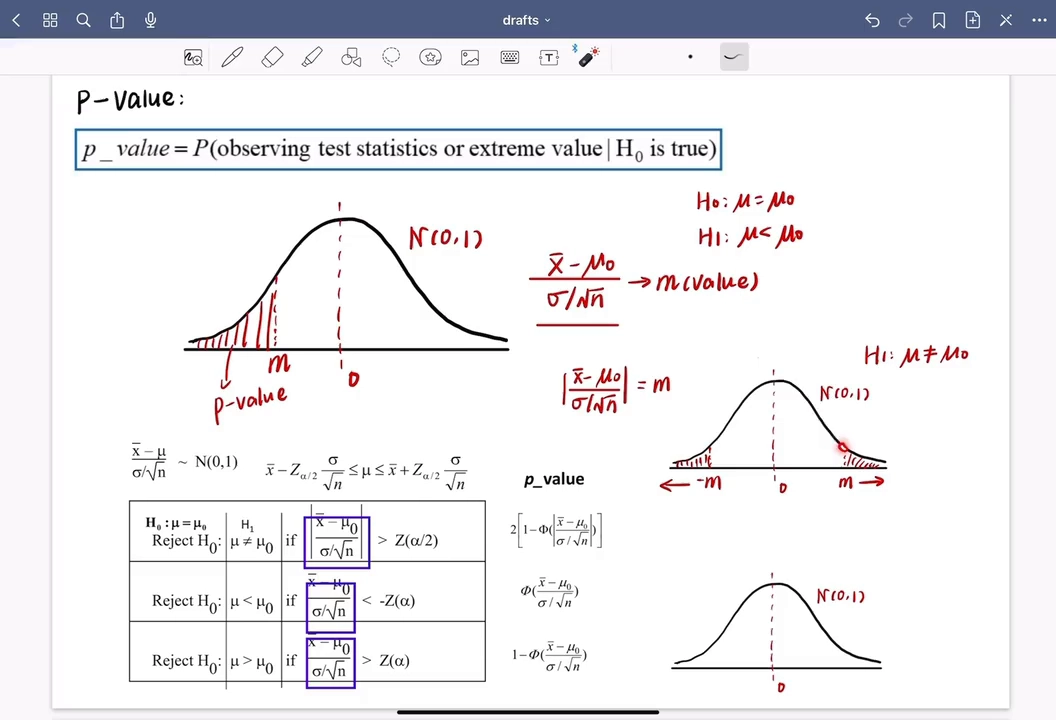 drafts
P-Value:
p_value = P(observing test statistics or extreme value | H0 is true)
N(0,1)
m
0
p-value
H0: μ = μ0
H1: μ < μ0
x̄ - μ0
σ/√n
→ m(value)
|x̄ - μ0
σ/√n| = m
H1: μ ≠ μ0
N(0,1)
-m
0
m
x̄ - μ
σ/√n
~ N(0,1)
x̄ - Zα/2 σ/√n ≤ μ ≤ x̄ + Zα/2 σ/√n
p_value
H0 : μ = μ0
H1
Reject H0: μ ≠ μ0 if |x̄ - μ0 / σ/√n| > Z(α/2)
2[1-Φ(|x̄-μ0 / σ/√n|)]
Reject H0: μ < μ0 if x̄ - μ0 / σ/√n < -Z(α)
Φ(x̄-μ0 / σ/√n)
Reject H0: μ > μ0 if x̄ - μ0 / σ/√n > Z(α)
1-Φ(x̄-μ0 / σ/√n)
N(0,1)
0